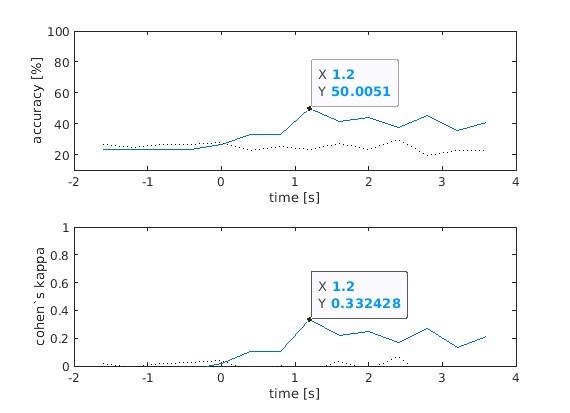 100
80
60
40
20
accuracy [%]
X 1.2
Y 50.0051
-2 -1 0 1 2 3 4
time [s]
1
0.8
0.6
0.4
0.2
0
cohen`s kappa
X 1.2
Y 0.332428
-2 -1 0 1 2 3 4
time [s]